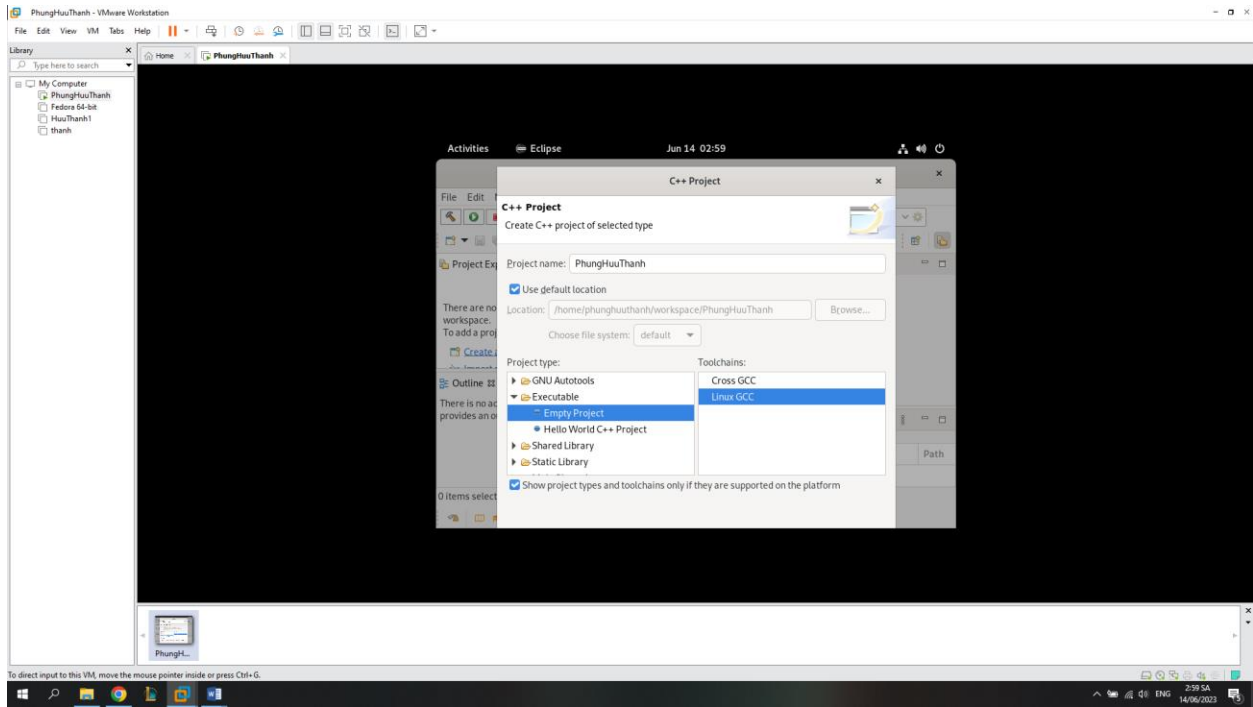 PhungHuuThanh - VMware Workstation
File Edit View VM Tabs Help
Library
Type here to search
Home
PhungHuuThanh
My Computer
PhungHuuThanh
Fedora 64-bit
HuuThanh1
thanh
Activities Eclipse Jun 14 02:59
C++ Project
File Edit
C++ Project
Create C++ project of selected type
Project Exp
Project name: PhungHuuThanh
Use default location
There are no
Location: /home/phunghuuthanh/workspace/PhungHuuThanh Browse...
workspace.
To add a proj
Choose file system: default
Create
Project type: Toolchains:
Outline
GNU Autotools Cross GCC
There is no ac
Executable Linux GCC
provides an
Empty Project
Hello World C++ Project
Shared Library
Path
Static Library
Show project types and toolchains only if they are supported on the platform
0 items select
PhungH...
To direct input to this VM, move the mouse pointer inside or press Ctrl+G.
ENG
2:59 SA
14/06/2023